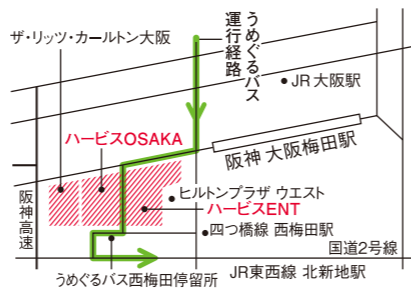 ザ・リッツ・カールトン大阪
うめぐるバス
運行経路
JR 大阪駅
ハービスOSAKA
阪神 大阪梅田駅
阪神高速
ヒルトンプラザ ウエスト
ハービスENT
四つ橋線 西梅田駅
国道2号線
うめぐるバス西梅田停留所
JR東西線 北新地駅